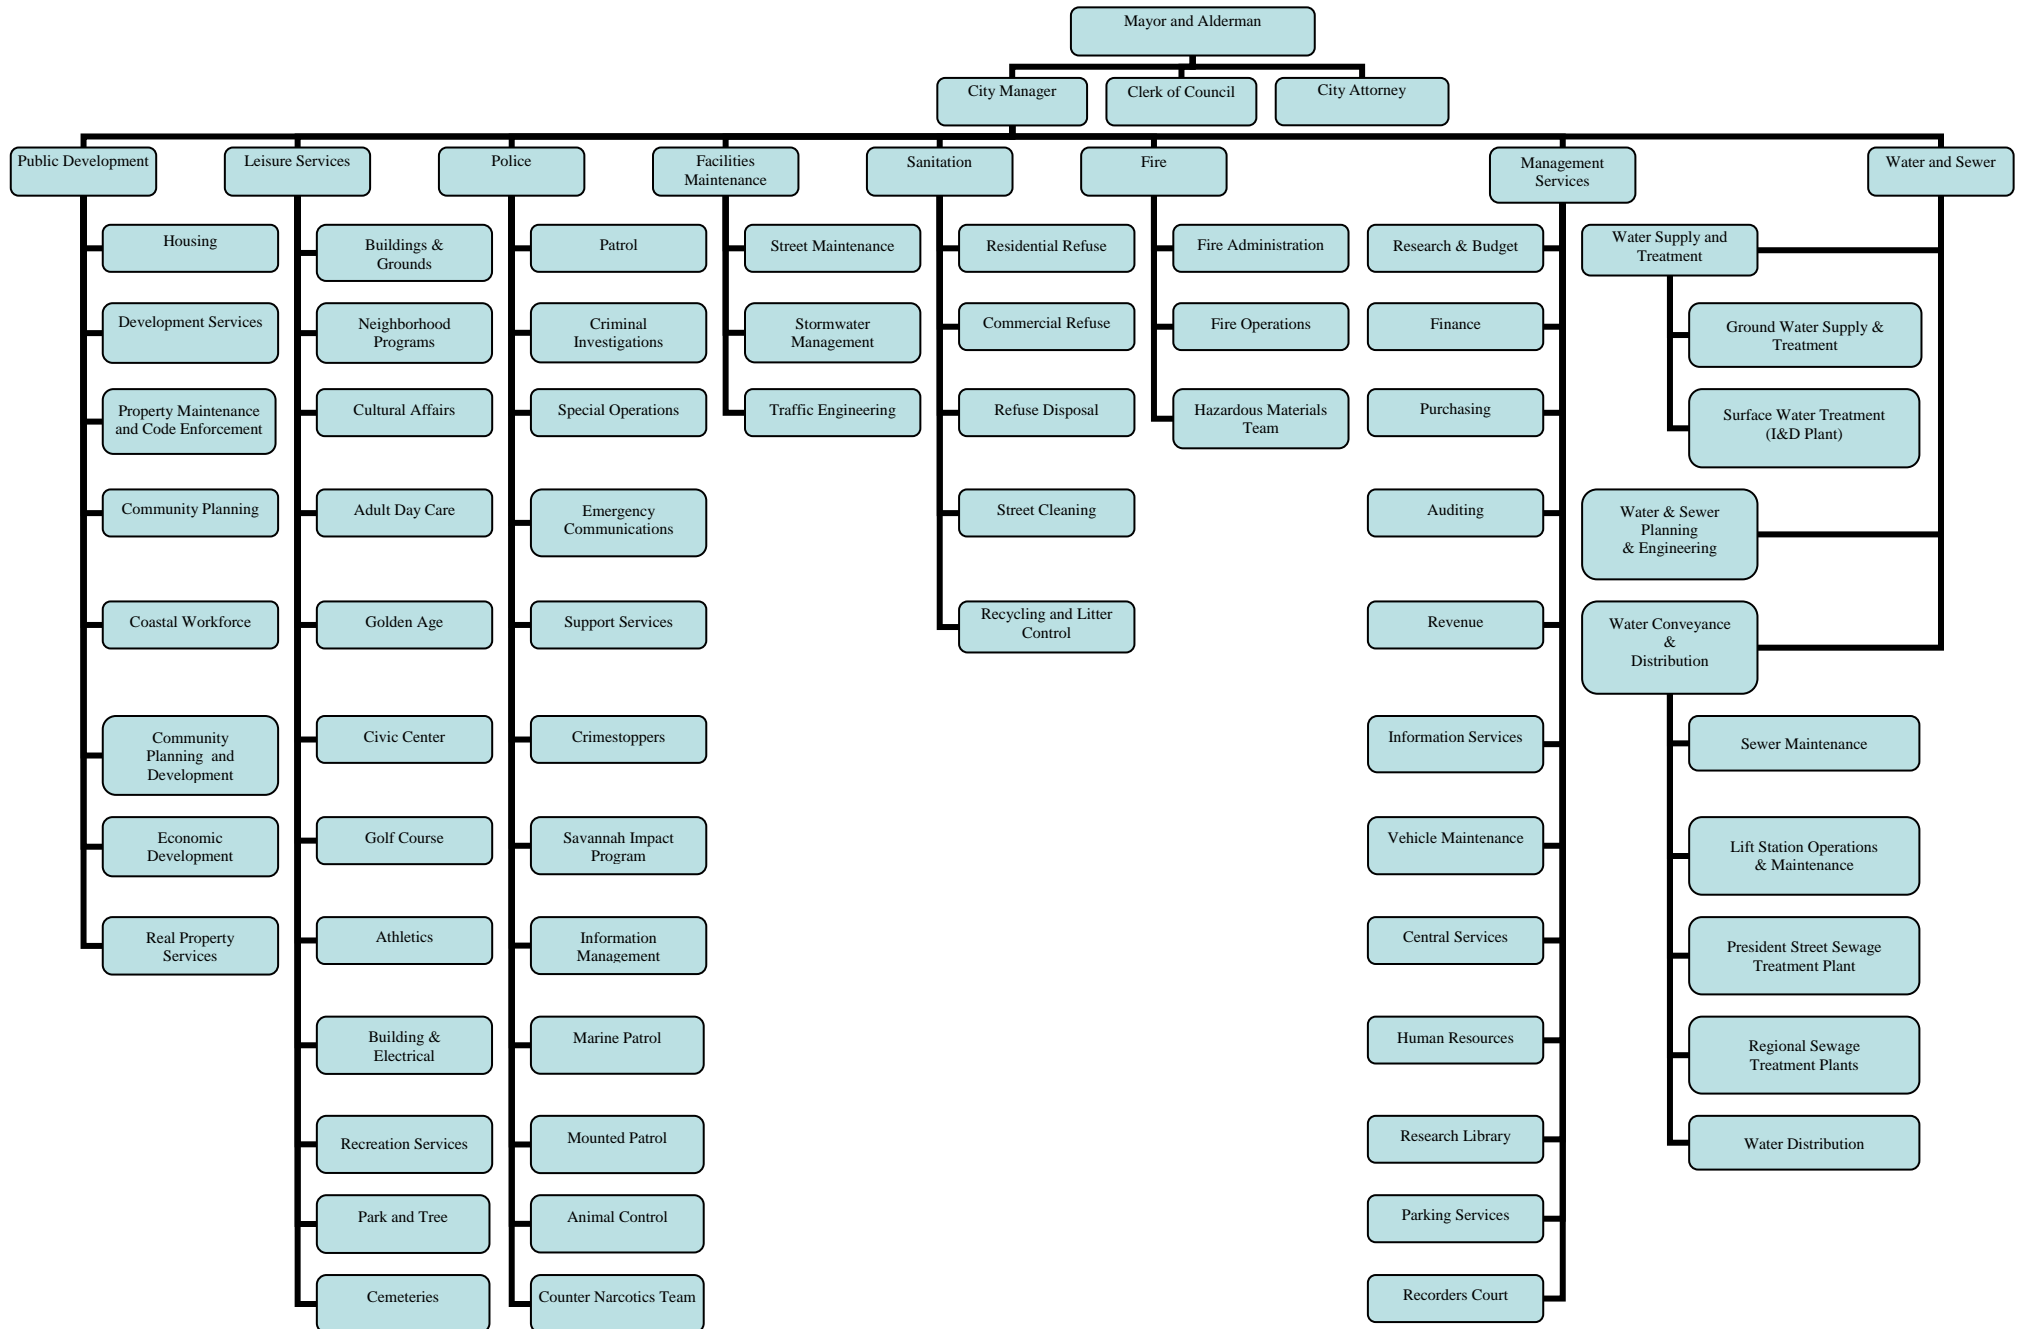 Mayor and Alderman
City Manager
Clerk of Council
City Attorney
Public Development
Leisure Services
Police
Facilities
Maintenance
Sanitation
Fire
Management
Services
Water and Sewer
Housing
Development Services
Property Maintenance
and Code Enforcement
Community Planning
Coastal Workforce
Community
Planning and
Development
Economic
Development
Real Property
Services
Buildings &
Grounds
Neighborhood
Programs
Cultural Affairs
Adult Day Care
Golden Age
Civic Center
Golf Course
Athletics
Building &
Electrical
Recreation Services
Park and Tree
Cemeteries
Patrol
Criminal
Investigations
Special Operations
Emergency
Communications
Support Services
Crimestoppers
Savannah Impact
Program
Information
Management
Marine Patrol
Mounted Patrol
Animal Control
Counter Narcotics Team
Street Maintenance
Stormwater
Management
Traffic Engineering
Residential Refuse
Commercial Refuse
Refuse Disposal
Street Cleaning
Recycling and Litter
Control
Fire Administration
Fire Operations
Hazardous Materials
Team
Research & Budget
Finance
Purchasing
Auditing
Revenue
Information Services
Vehicle Maintenance
Central Services
Human Resources
Research Library
Parking Services
Recorders Court
Water Supply and
Treatment
Ground Water Supply &
Treatment
Surface Water Treatment
(I&D Plant)
Water & Sewer
Planning
& Engineering
Water Conveyance
&
Distribution
Sewer Maintenance
Lift Station Operations
& Maintenance
President Street Sewage
Treatment Plant
Regional Sewage
Treatment Plants
Water Distribution